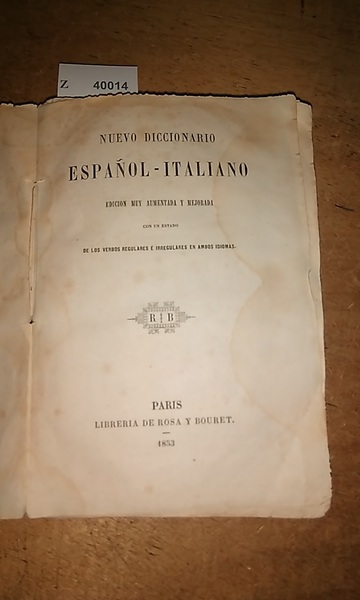 Z 40014
NUEVO DICCIONARIO
ESPAÑOL-ITALIANO
EDICION MUY AUMENTADA Y MEJORADA
CON UN ESTADO
DE LOS VERBOS REGULARES E IRREGULARES EN AMBOS IDIOMAS.
R & B
PARIS
LIBRERIA DE ROSA Y BOURET.
1853